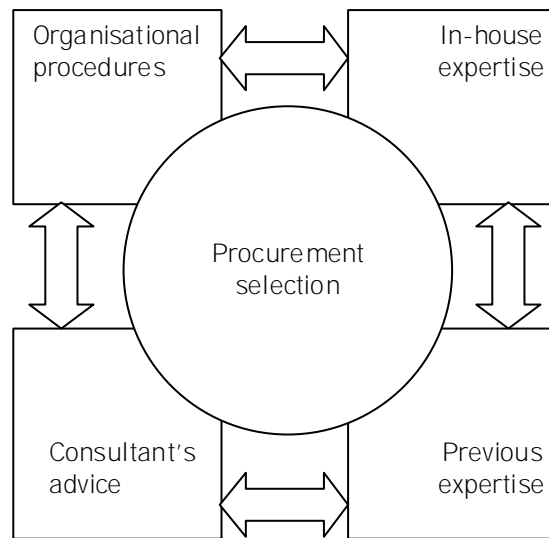 Organisational
procedures
In-house
expertise
Procurement
selection
Consultant's
advice
Previous
expertise